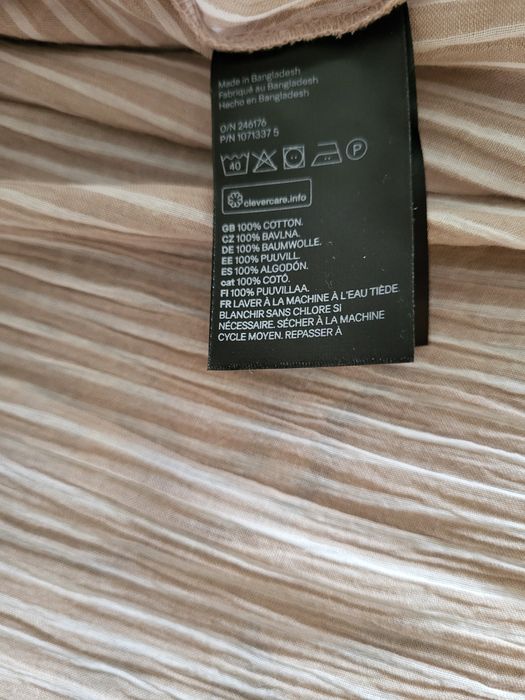 Made in Bangladesh
Fabriqué au Bangladesh
Hecho en Bangladesh
O/N 246176
P/N 1071337 5
40 P
clevercare.info
GB 100% COTTON.
CZ 100% BAVLNA.
DE 100% BAUMWOLLE.
EE 100% PUUVILL.
ES 100% ALGODÓN.
cat 100% COTÓ.
FI 100% PUUVILLAA.
FR LAVER À LA MACHINE À L'EAU TIÈDE.
BLANCHIR SANS CHLORE SI
NÉCESSAIRE. SÉCHER À LA MACHINE
CYCLE MOYEN. REPASSER À